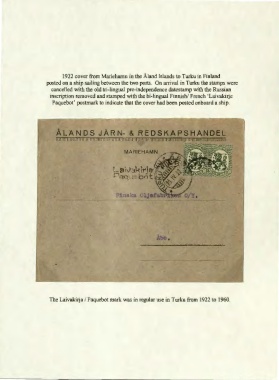 1922 cover from Mariehamn in the Åland Islands to Turku in Finland
posted on a ship sailing between the two ports. On arrival in Turku the stamps were
cancelled with the old tri-lingual pre-independence datestamp with the Russian
inscription removed and stamped with the bi-lingual Finnish/ French 'Laivakirje
Paquebot' postmark to indicate that the cover had been posted onboard a ship
ÅLANDS JÄRN- & REDSKAPSHANDEL
MARIEHAMN
Laivakirje
Paquebot.
Åbo.
The Laivakirja / Paquebot mark was in regular use in Turku from 1922 to 1960.